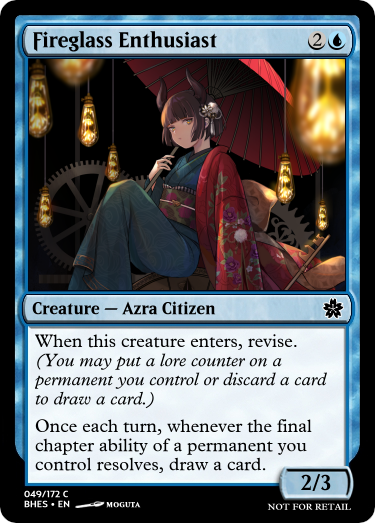 Fireglass Enthusiast 2
Creature — Azra Citizen
When this creature enters, revise.
(You may put a lore counter on a
permanent you control or discard a card
to draw a card.)
Once each turn, whenever the final
chapter ability of a permanent you
control resolves, draw a card.
2/3
049/172 C
BHES • EN MOGUTA
NOT FOR RETAIL